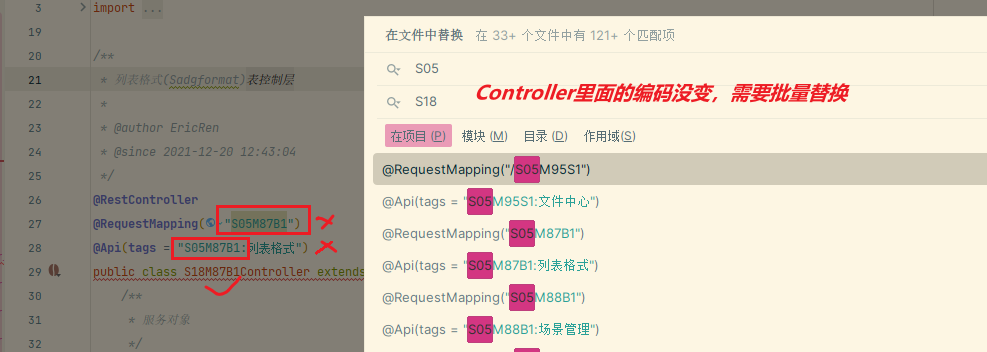 3 import ...
19
20 /**
21 * 列表格式(Sadgformat)表控制层
22 *
23 * @author EricRen
24 * @since 2021-12-20 12:43:04
25 */
26 @RestController
27 @RequestMapping("S05M87B1")
28 @Api(tags = "S05M87B1:列表格式")
29 public class S18M87B1Controller extends
30 /**
31 * 服务对象
32 */
在文件中替换 在 33+ 个文件中有 121+ 个匹配项
S05
S18
Controller里面的编码没变，需要批量替换
在项目 (P) 模块 (M) 目录 (D) 作用域(S)
@RequestMapping("/S05M95S1")
@Api(tags = "S05M95S1:文件中心")
@RequestMapping("S05M87B1")
@Api(tags = "S05M87B1:列表格式")
@RequestMapping("S05M88B1")
@Api(tags = "S05M88B1:场景管理")